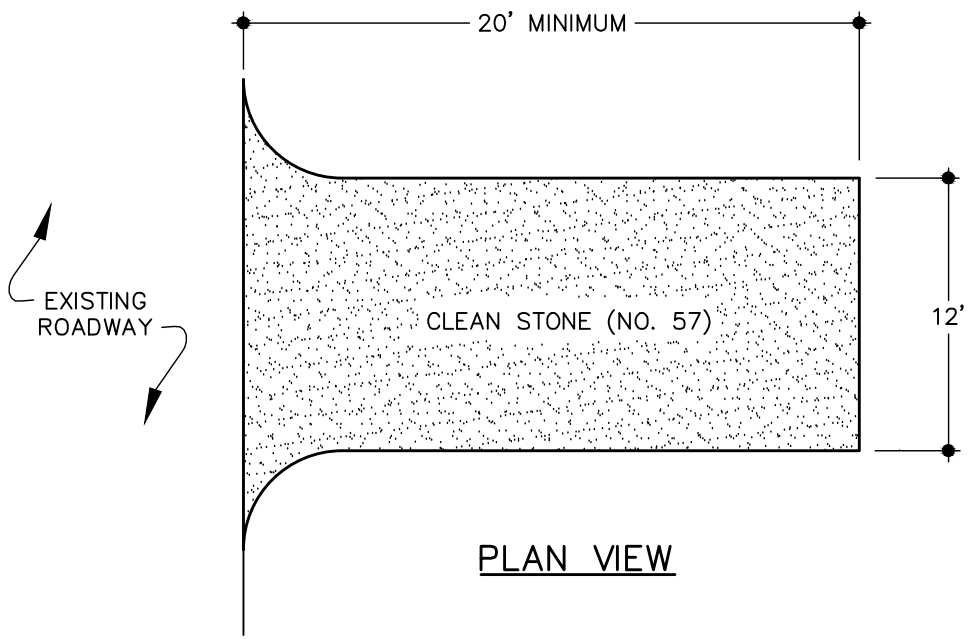 20' MINIMUM
EXISTING
ROADWAY
CLEAN STONE (NO. 57)
12'
PLAN VIEW